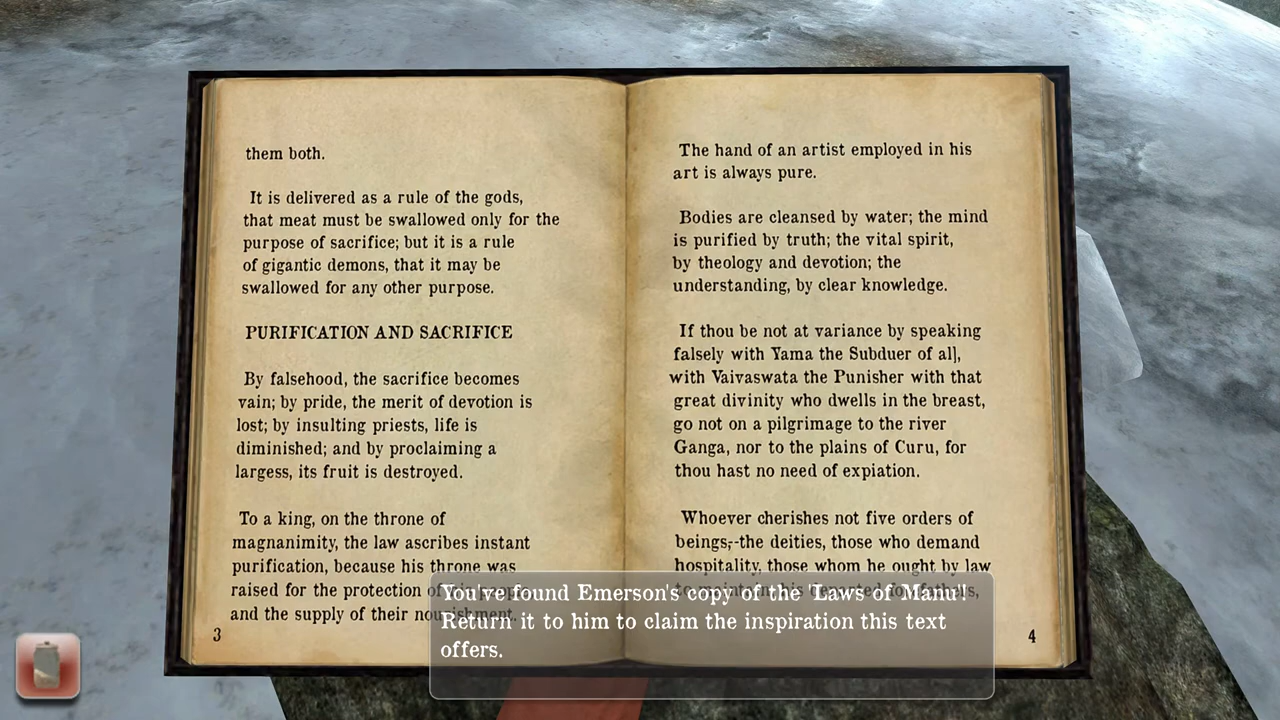 them both.
It is delivered as a rule of the gods,
that meat must be swallowed only for the
purpose of sacrifice; but it is a rule
of gigantic demons, that it may be
swallowed for any other purpose.
PURIFICATION AND SACRIFICE
By falsehood, the sacrifice becomes
vain; by pride, the merit of devotion is
lost; by insulting priests, life is
diminished; and by proclaiming a
largess, its fruit is destroyed.
To a king, on the throne of
magnanimity, the law ascribes instant
purification, because his throne was
raised for the protection of his people
and the supply of their nourishment.
3
The hand of an artist employed in his
art is always pure.
Bodies are cleansed by water; the mind
is purified by truth; the vital spirit,
by theology and devotion; the
understanding, by clear knowledge.
If thou be not at variance by speaking
falsely with Yama the Subduer of al],
with Vaivaswata the Punisher with that
great divinity who dwells in the breast,
go not on a pilgrimage to the river
Ganga, nor to the plains of Curu, for
thou hast no need of expiation.
Whoever cherishes not five orders of
beings,--the deities, those who demand
hospitality, those whom he ought by law
to maintain his departed forefathers,
4
You've found Emerson's copy of the 'Laws of Manu'!
Return it to him to claim the inspiration this text
offers.